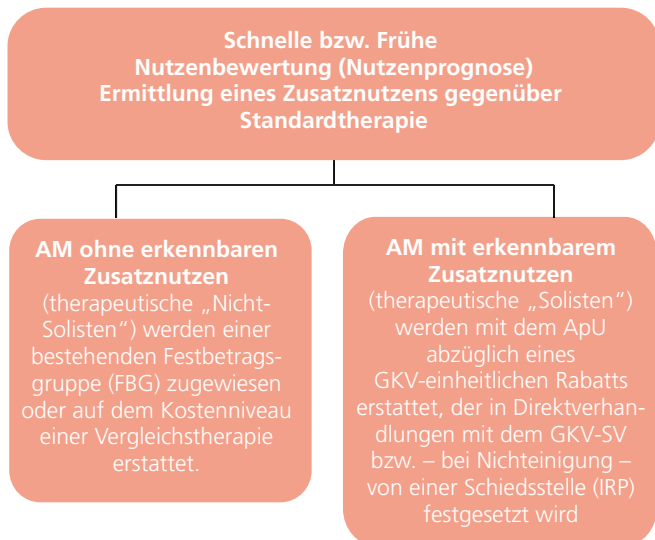 Schnelle bzw. Frühe
Nutzenbewertung (Nutzenprognose)
Ermittlung eines Zusatznutzens gegenüber
Standardtherapie
AM ohne erkennbaren
Zusatznutzen
(therapeutische „Nicht-
Solisten“) werden einer
bestehenden Festbetrags-
gruppe (FBG) zugewiesen
oder auf dem Kostenniveau
einer Vergleichstherapie
erstattet.
AM mit erkennbarem
Zusatznutzen
(therapeutische „Solisten“)
werden mit dem ApU
abzüglich eines
GKV-einheitlichen Rabatts
erstattet, der in Direktverhan-
dlungen mit dem GKV-SV
bzw. – bei Nichteinigung –
von einer Schiedsstelle (IRP)
festgesetzt wird